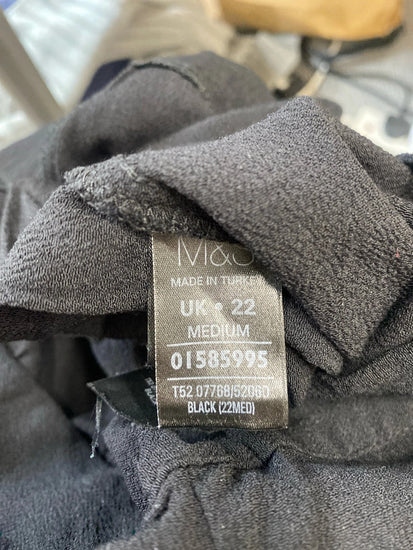 M&S
MADE IN TURKEY
UK • 22
MEDIUM
01585995
T52 07768/5206D
BLACK (22MED)